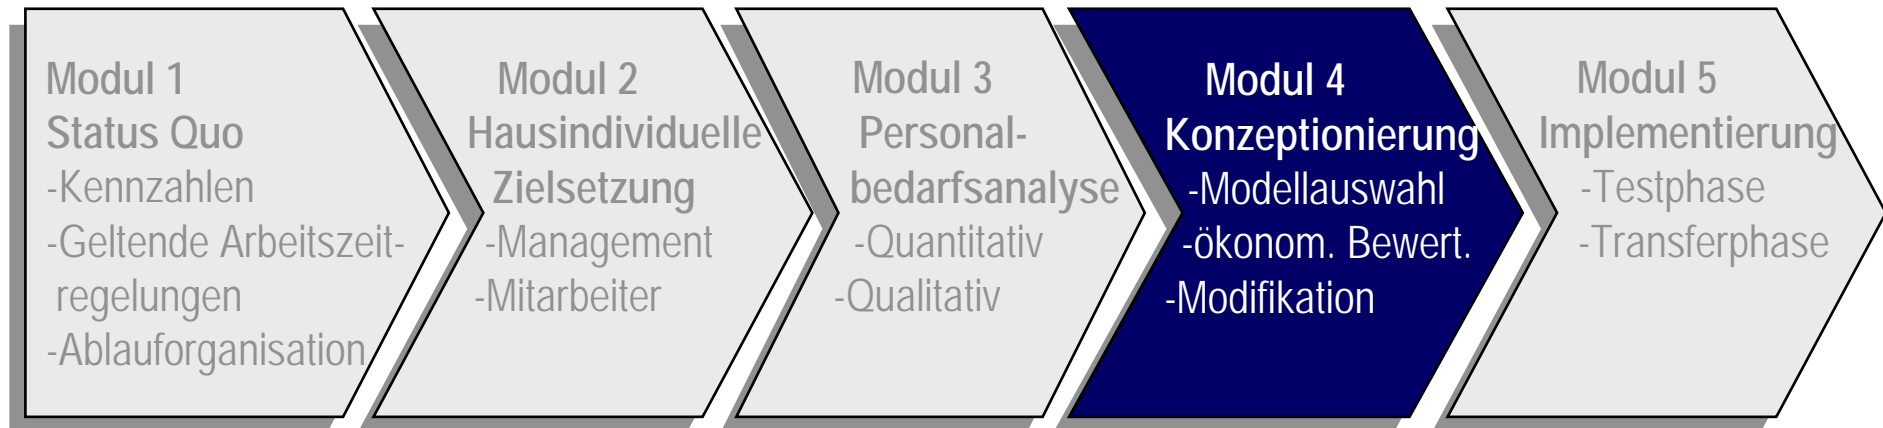 Modul 1
Status Quo
-Kennzahlen
-Geltende Arbeitszeit-
regelungen
-Ablauforganisation
Modul 2
Hausindividuelle
Zielsetzung
-Management
-Mitarbeiter
Modul 3
Personal-
bedarfsanalyse
-Quantitativ
-Qualitativ
Modul 4
Konzeptionierung
-Modellauswahl
-ökonom. Bewert.
-Modifikation
Modul 5
Implementierung
-Testphase
-Transferphase